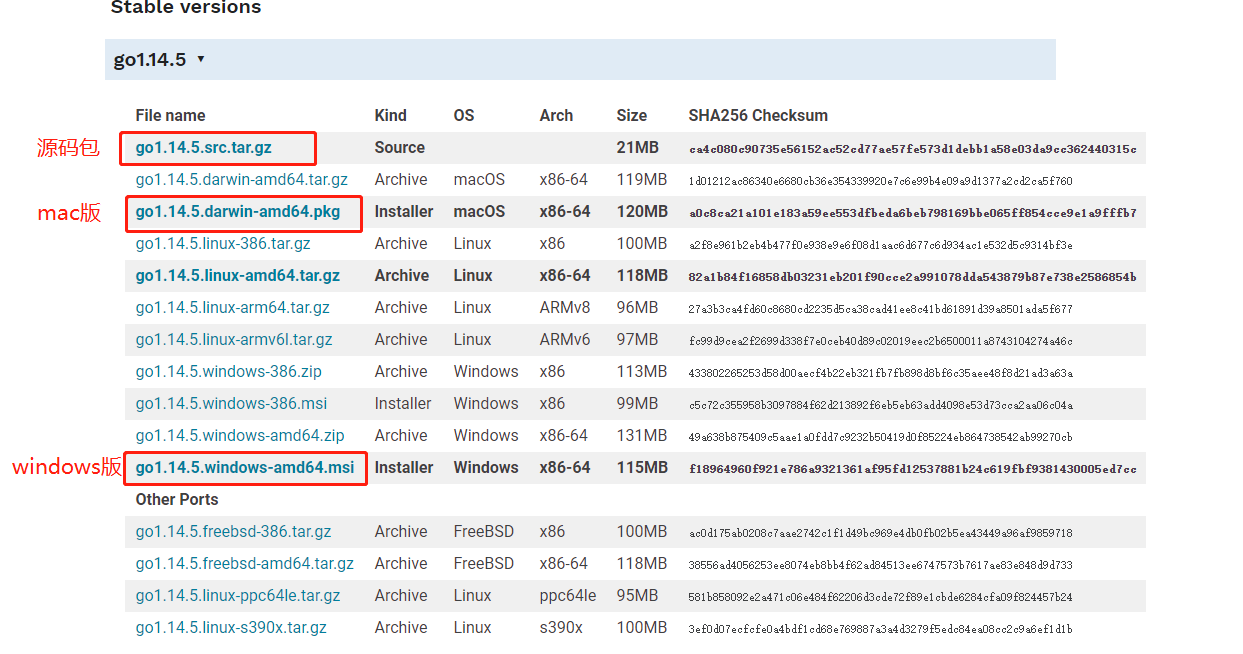 Stable versions
go1.14.5 ▾
File name Kind OS Arch Size SHA256 Checksum
源码包 go1.14.5.src.tar.gz Source 21MB ca4c080c90735e56152ac52cd77ae57fe573d1debb1a58e03da9cc362440315c
go1.14.5.darwin-amd64.tar.gz Archive macOS x86-64 119MB 1d01212ac86340e6680cb36e354339920e7c6e99b4e09a9d1377a2cd2ca5f760
mac版 go1.14.5.darwin-amd64.pkg Installer macOS x86-64 120MB a0c8ca21a101e183a59ee553dfbeda6beb798169bbe065ff854cce9e1a9fffb7
go1.14.5.linux-386.tar.gz Archive Linux x86 100MB a2f8e961b2eb4b477f0e938e9e6f08d1aac6d677c6d934ac1e532d5c9314bf3e
go1.14.5.linux-amd64.tar.gz Archive Linux x86-64 118MB 82a1b84f16858db03231eb201f90cce2a991078dda543879b87e738e2586854b
go1.14.5.linux-arm64.tar.gz Archive Linux ARMv8 96MB 27a3b3ca4fd60c8680cd2235d5ca38cad41ee8c41bd61891d39a8501ada5f677
go1.14.5.linux-armv6l.tar.gz Archive Linux ARMv6 97MB fc99d9cea2f2699d338f7e0ceb40d89c02019eec2b6500011a8743104274a46c
go1.14.5.windows-386.zip Archive Windows x86 113MB 433802265253d58d00aecf4b22eb321fb7fb898d8bf6c35aee48f8d21ad3a63a
go1.14.5.windows-386.msi Installer Windows x86 99MB c5c72c355958b3097884f62d213892f6eb5eb63add4098e53d73cca2aa06c04a
go1.14.5.windows-amd64.zip Archive Windows x86-64 131MB 49a638b875409c5aae1a0fdd7c9232b50419d0f85224eb864738542ab99270cb
windows版 go1.14.5.windows-amd64.msi Installer Windows x86-64 115MB f18964960f921e786a9321361af95fd12537881b24c619fbf9381430005ed7cc
Other Ports
go1.14.5.freebsd-386.tar.gz Archive FreeBSD x86 100MB ac0d175ab0208c7aae2742c1f1d49bc969e4db0fb02b5ea43449a96af9859718
go1.14.5.freebsd-amd64.tar.gz Archive FreeBSD x86-64 118MB 38556ad4056253ee8074eb8bb4f62ad84513ee6747573b7617ae83e848d9d733
go1.14.5.linux-ppc64le.tar.gz Archive Linux ppc64le 95MB 581b858092e2a471c06e484f62206d3cde72f89e1cbde6284cfa09f824457b24
go1.14.5.linux-s390x.tar.gz Archive Linux s390x 100MB 3ef0d07ecfcfe0a4bdf1cd68e769887a3a4d3279f5edc84ea08cc2c9a6ef1d1b